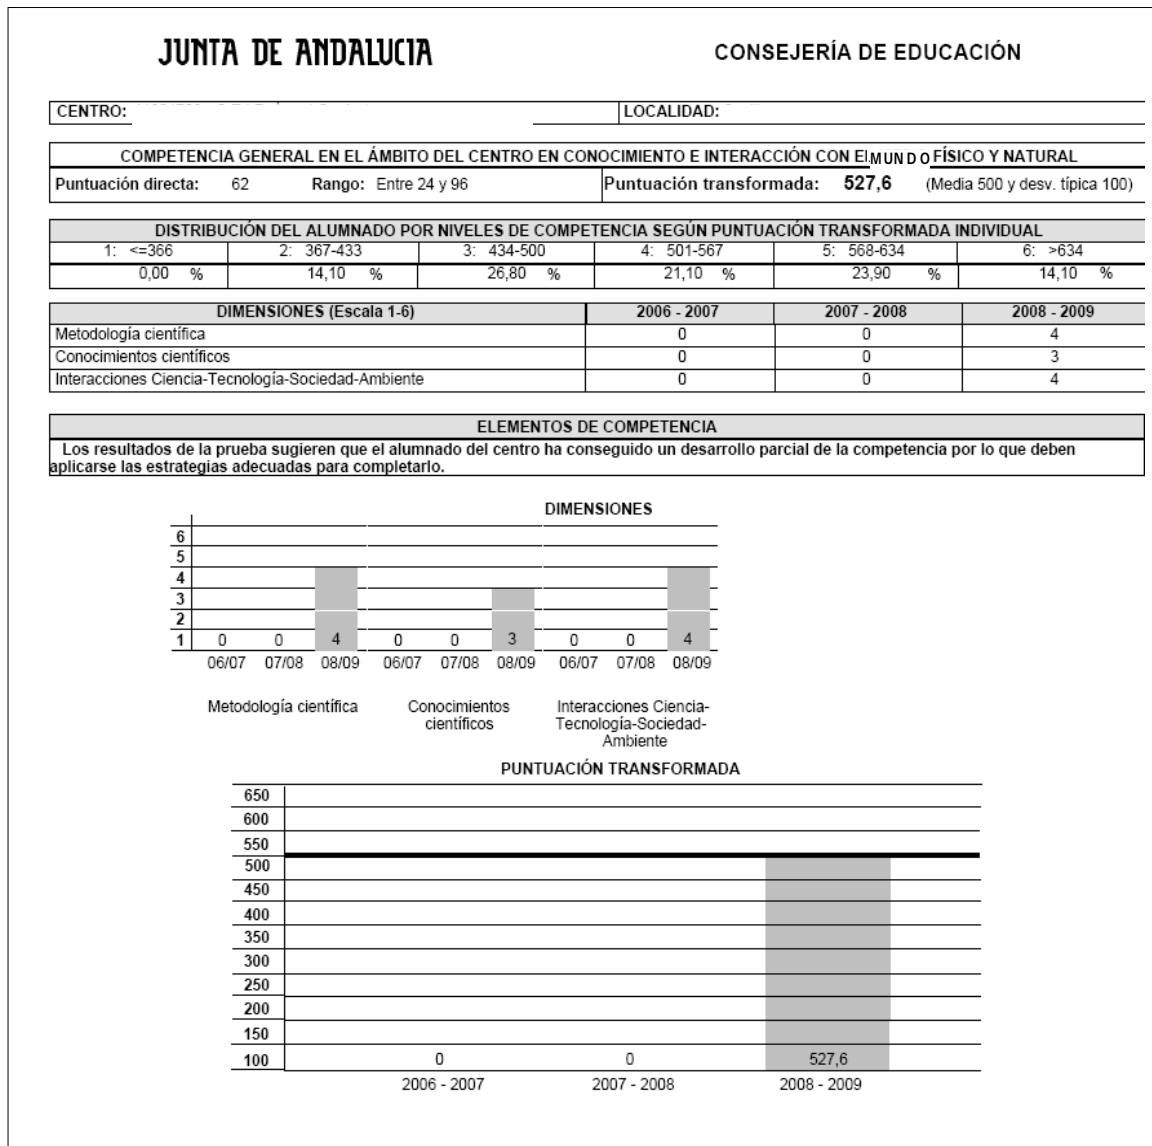 JUNTA DE ANDALUCIA CONSEJERÍA DE EDUCACIÓN
CENTRO: LOCALIDAD:
COMPETENCIA GENERAL EN EL ÁMBITO DEL CENTRO EN CONOCIMIENTO E INTERACCIÓN CON El MUNDO FÍSICO Y NATURAL
Puntuación directa: 62 Rango: Entre 24 y 96 Puntuación transformada: 527,6 (Media 500 y desv. típica 100)
DISTRIBUCIÓN DEL ALUMNADO POR NIVELES DE COMPETENCIA SEGÚN PUNTUACIÓN TRANSFORMADA INDIVIDUAL
1: <=366 2: 367-433 3: 434-500 4: 501-567 5: 568-634 6: >634
0,00 % 14,10 % 26,80 % 21,10 % 23,90 % 14,10 %
DIMENSIONES (Escala 1-6) 2006 - 2007 2007 - 2008 2008 - 2009
Metodología científica 0 0 4
Conocimientos científicos 0 0 3
Interacciones Ciencia-Tecnología-Sociedad-Ambiente 0 0 4
ELEMENTOS DE COMPETENCIA
Los resultados de la prueba sugieren que el alumnado del centro ha conseguido un desarrollo parcial de la competencia por lo que deben
aplicarse las estrategias adecuadas para completarlo.
DIMENSIONES
6
5
4
3
2
1 0 0 4 0 0 3 0 0 4
06/07 07/08 08/09 06/07 07/08 08/09 06/07 07/08 08/09
Metodología científica Conocimientos Interacciones Ciencia-
científicos Tecnología-Sociedad-
Ambiente
PUNTUACIÓN TRANSFORMADA
650
600
550
500
450
400
350
300
250
200
150
100 0 0 527,6
2006 - 2007 2007 - 2008 2008 - 2009